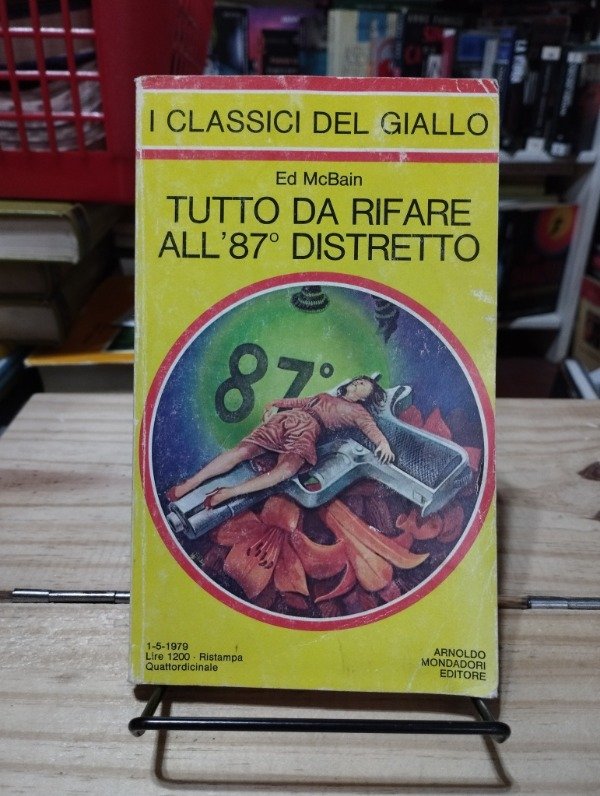 I CLASSICI DEL GIALLO
Ed McBain
TUTTO DA RIFARE
ALL'87° DISTRETTO
87°
1-5-1979
Lire 1200 - Ristampa
Quattordicinale
ARNOLDO
MONDADORI
EDITORE